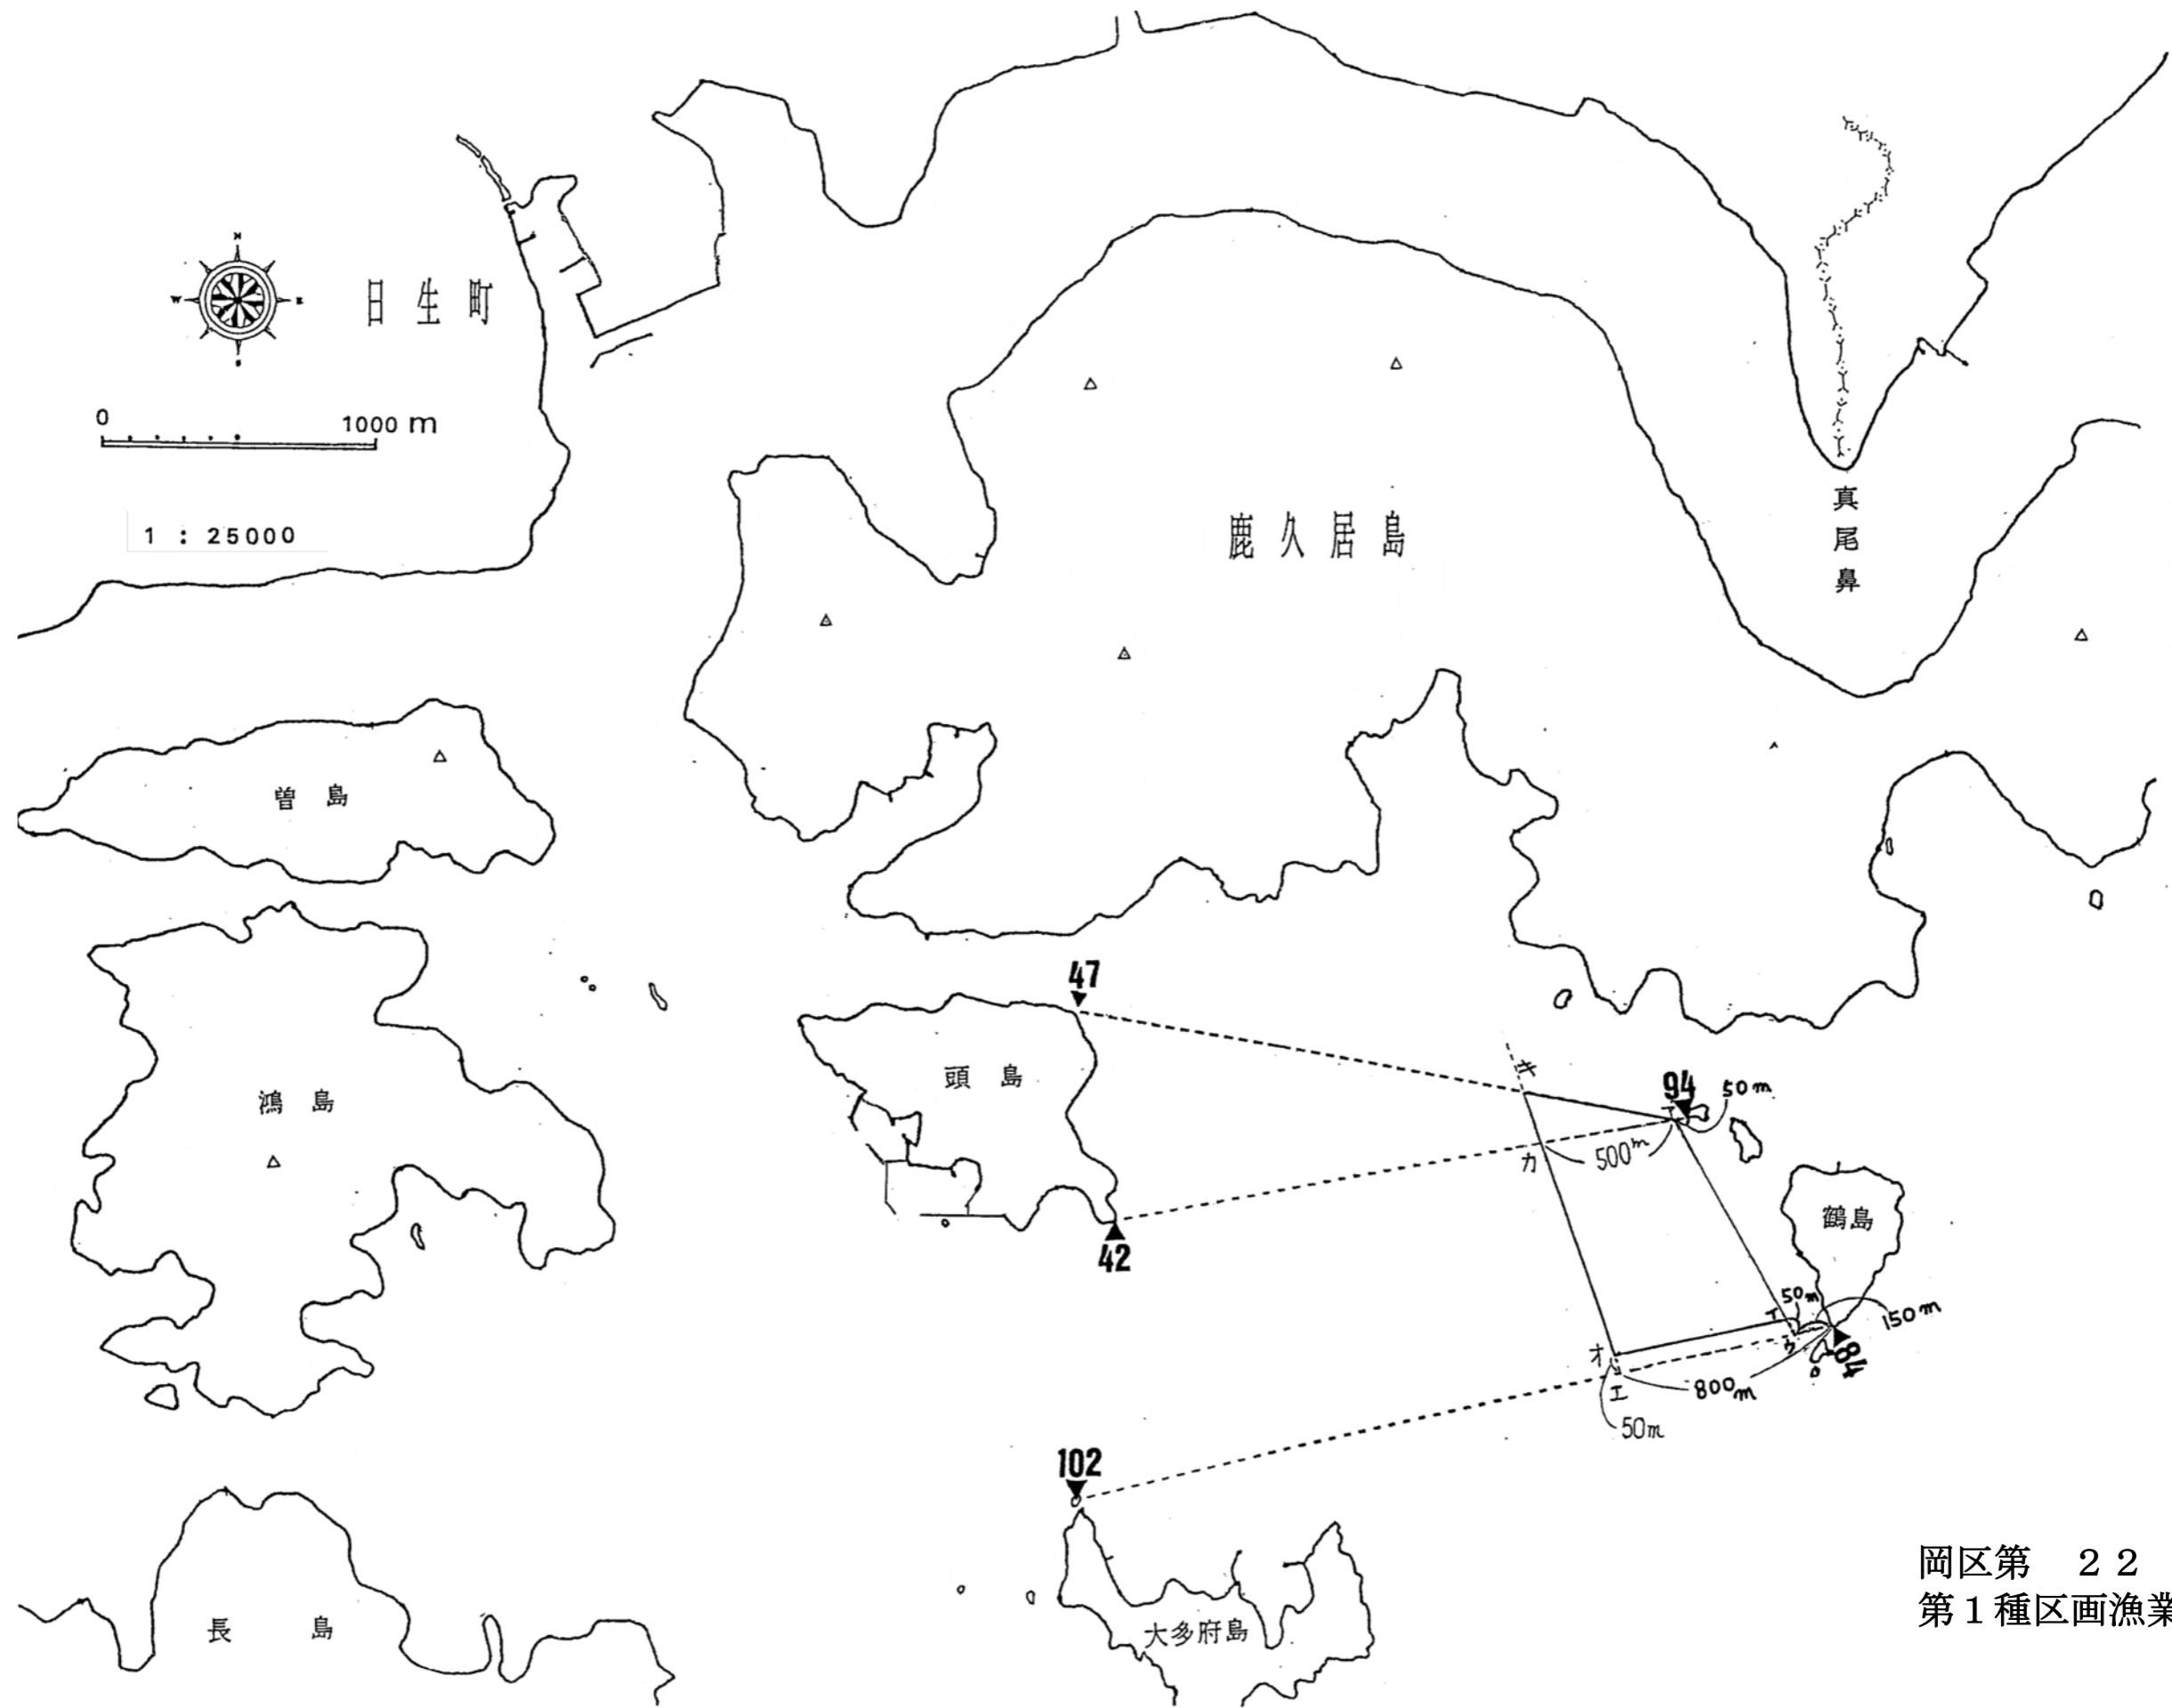 N
W
E
S
日生町
0 1000 m
1 : 25000
真尾鼻
鹿久居島
曽島
鴻島
頭島
47
42
キ
94
50m
ア
カ
500m
鶴島
50m
イ
ウ
150m
84
オ
エ
800m
50m
102
長島
大多府島
岡区第 22
第1種区画漁業